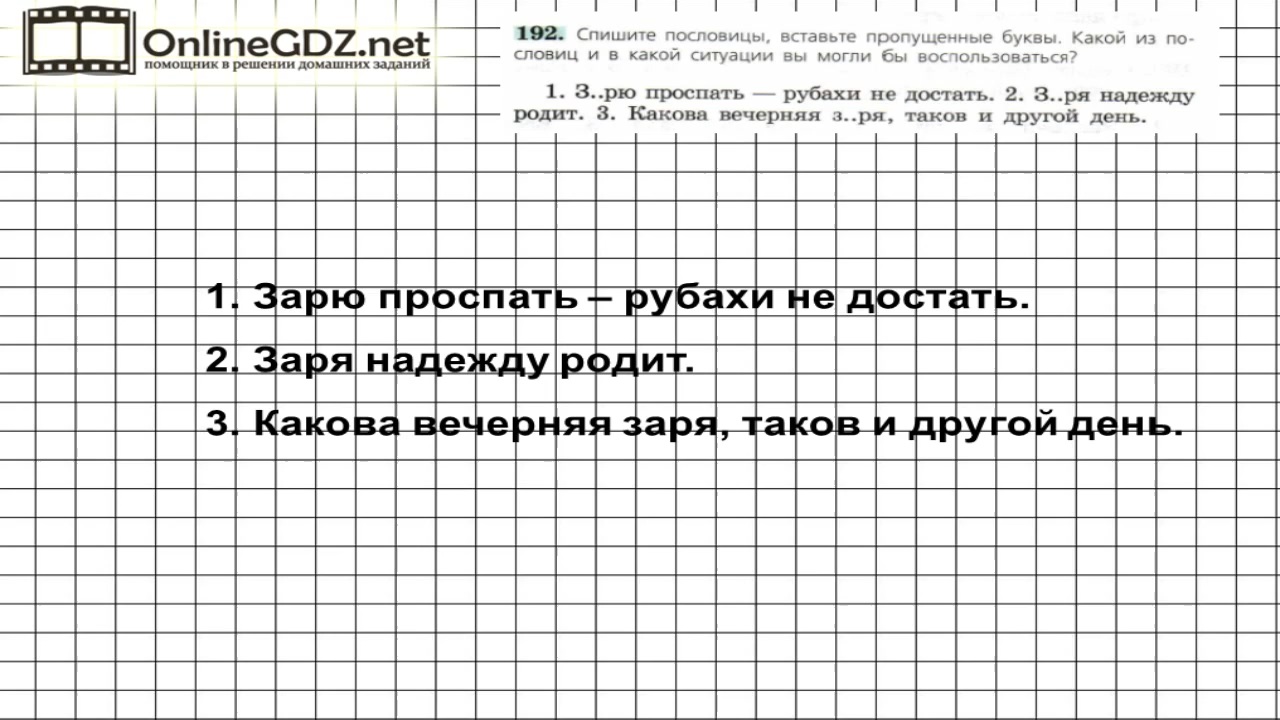 OnlineGDZ.net
помощник в решении домашних заданий
192. Спишите пословицы, вставьте пропущенные буквы. Какой из по-
словиц и в какой ситуации вы могли бы воспользоваться?
1. З..рю проспать — рубахи не достать. 2. З..ря надежду
родит. 3. Какова вечерняя з..ря, таков и другой день.
1. Зарю проспать – рубахи не достать.
2. Заря надежду родит.
3. Какова вечерняя заря, таков и другой день.